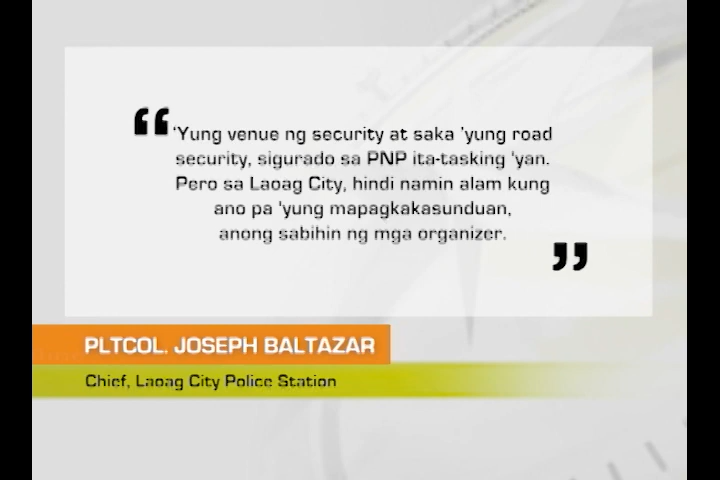 “ 'Yung venue ng security at saka 'yung road
security, sigurado sa PNP ita-tasking 'yan.
Pero sa Laoag City, hindi namin alam kung
ano pa 'yung mapagkakasunduan,
anong sabihin ng mga organizer. ”
PLTCOL. JOSEPH BALTAZAR
Chief, Laoag City Police Station